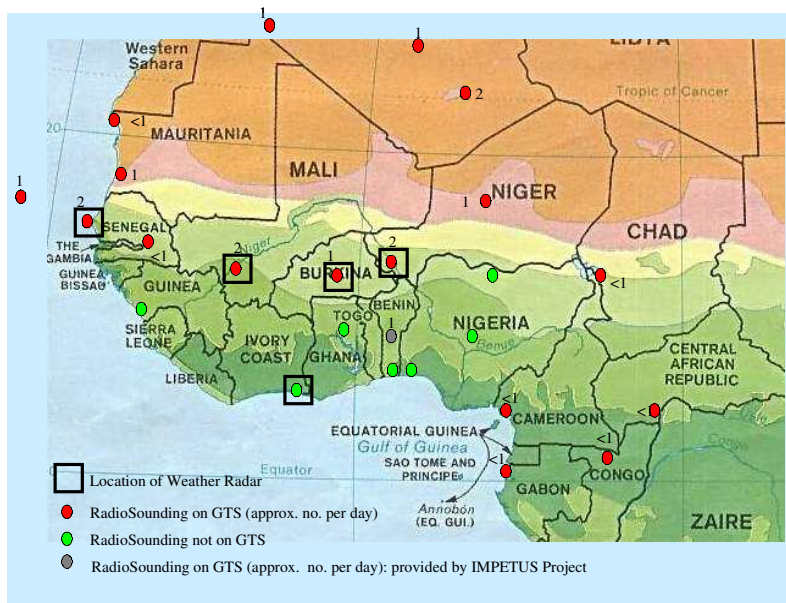 1
1
LIBYA
Western
Sahara
2
Tropic of Cancer
20
<1
MAURITANIA
MALI
1
1
NIGER
1
2
SENEGAL
CHAD
THE
GAMBIA
<1
2
Niger
1
2
GUINEA
BISSAU
GUINEA
BURKINA
<1
BENIN
TOGO
1
NIGERIA
SIERRA
LEONE
IVORY
COAST
GHANA
Benue
CENTRAL
AFRICAN
REPUBLIC
LIBERIA
<1
CAMEROON
<1
EQUATORIAL GUINEA
Gulf of Guinea
<1
Congo
SAO TOME AND
PRINCIPE
<1
CONGO
Equator
GABON
Annobón
(EQ. GUI.)
ZAIRE
Location of Weather Radar
RadioSounding on GTS (approx. no. per day)
RadioSounding not on GTS
RadioSounding on GTS (approx. no. per day): provided by IMPETUS Project